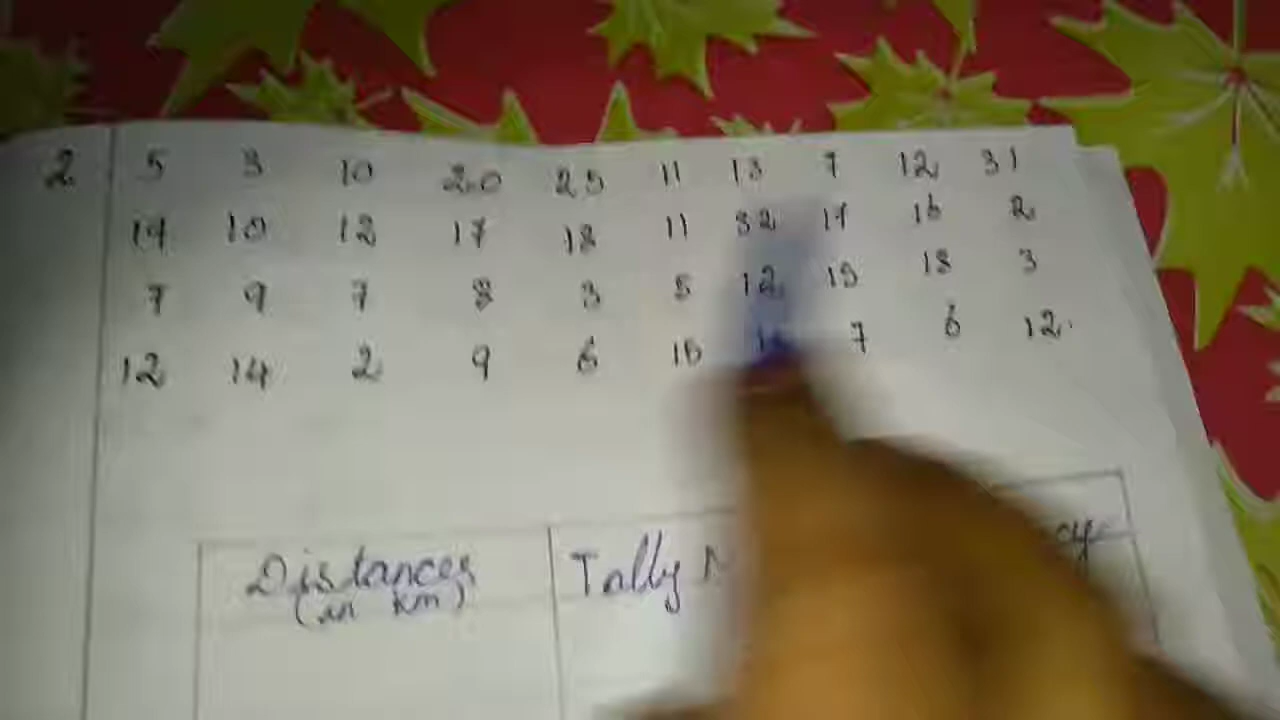 2 5 3 10 20 25 11 13 7 12 31
19 10 12 17 18 11 32 17 16 2
7 9 7 8 3 5 12 15 18 3
12 14 2 9 6 15 7 6 12.
Distances Tally
(in km)